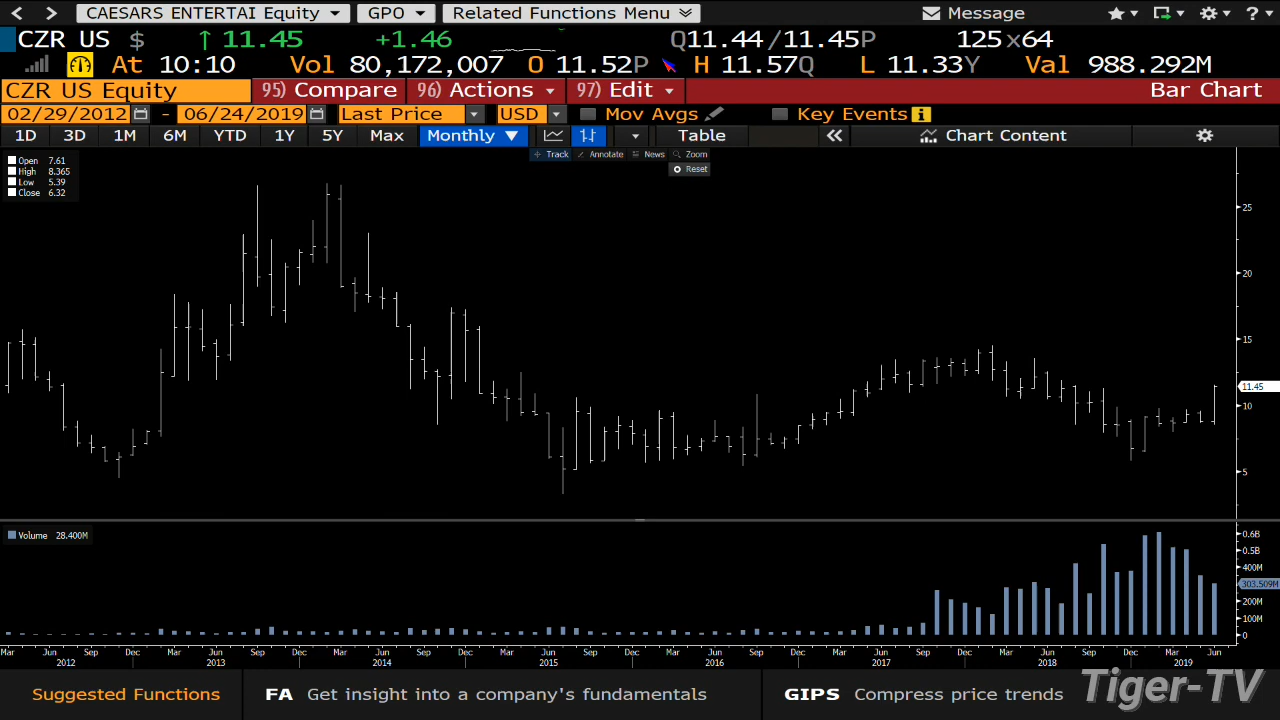 CAESARS ENTERTAI Equity GPO Related Functions Menu Message ?
CZR US $ ↑ 11.45 +1.46 Q11.44/11.45P 125x64
At 10:10 Vol 80,172,007 O 11.52P H 11.57Q L 11.33Y Val 988.292M
CZR US Equity 95) Compare 96) Actions 97) Edit Bar Chart
02/29/2012 - 06/24/2019 Last Price USD Mov Avgs Key Events i
1D 3D 1M 6M YTD 1Y 5Y Max Monthly ▼ Table « Chart Content
Track Annotate News Zoom
Reset
Open 7.61
High 8.365
Low 5.39
Close 6.32
25
20
15
11.45
10
5
Volume 28.400M
0.6B
0.5B
400M
303.509M
200M
100M
0
Mar Jun Sep Dec Mar Jun Sep Dec Mar Jun Sep Dec Mar Jun Sep Dec Mar Jun Sep Dec Mar Jun Sep Dec Mar Jun Sep Dec Mar Jun
2012 2013 2014 2015 2016 2017 2018 2019
Suggested Functions FA Get insight into a company's fundamentals GIPS Compress price trends
Tiger-TV